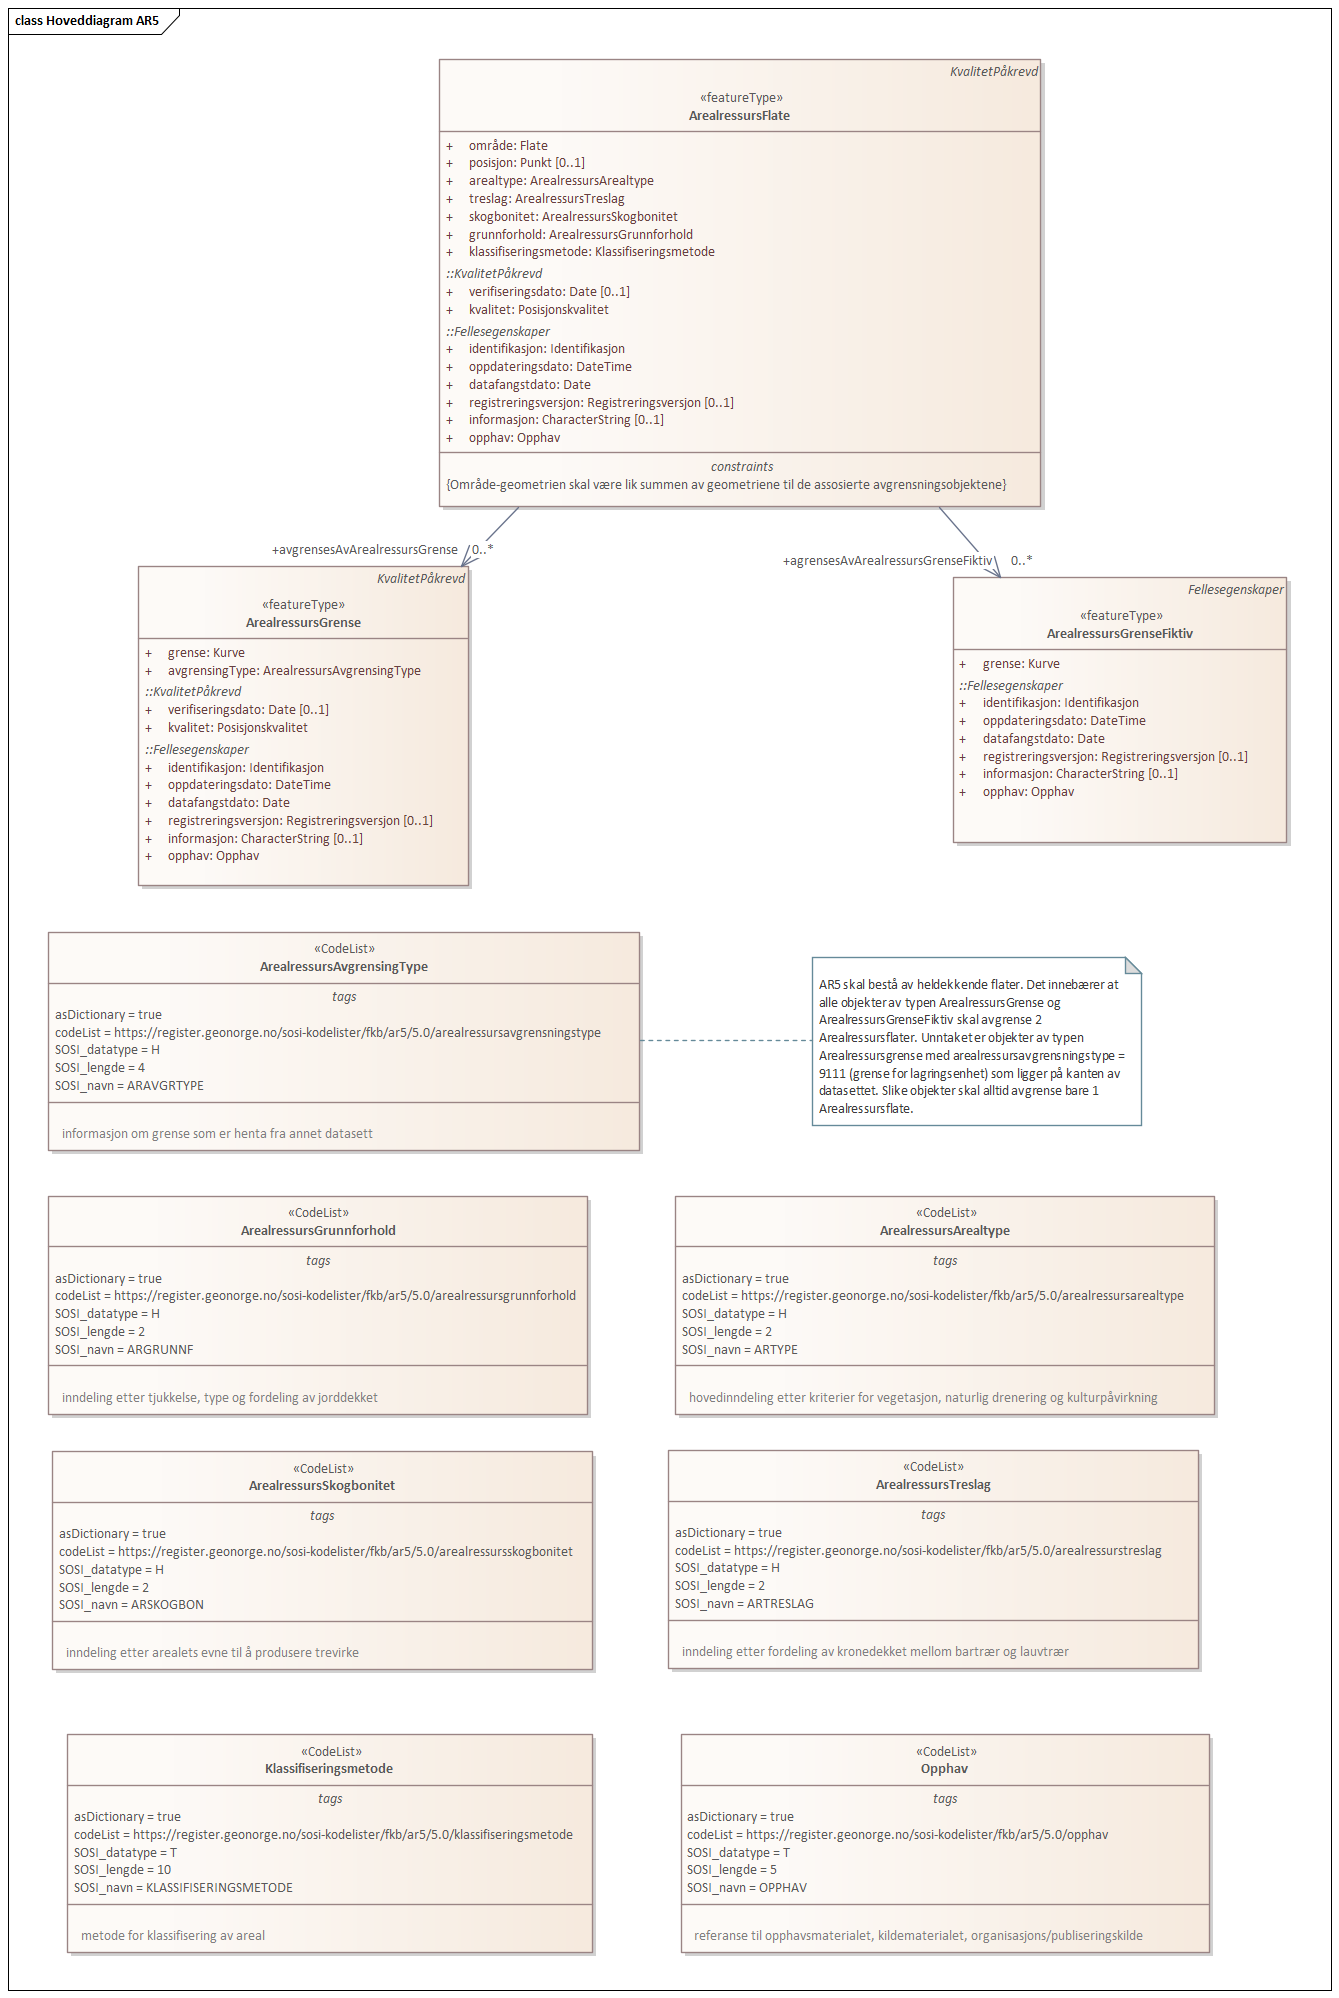 class Hoveddiagram AR5
KvalitetPåkrevd
«featureType»
ArealressursFlate
+ område: Flate
+ posisjon: Punkt [0..1]
+ arealtype: ArealressursArealtype
+ treslag: ArealressursTreslag
+ skogbonitet: ArealressursSkogbonitet
+ grunnforhold: ArealressursGrunnforhold
+ klassifiseringsmetode: Klassifiseringsmetode
::KvalitetPåkrevd
+ verifiseringsdato: Date [0..1]
+ kvalitet: Posisjonskvalitet
::Fellesegenskaper
+ identifikasjon: Identifikasjon
+ oppdateringsdato: DateTime
+ datafangstdato: Date
+ registreringsversjon: Registreringsversjon [0..1]
+ informasjon: CharacterString [0..1]
+ opphav: Opphav
constraints
{Område-geometrien skal være lik summen av geometriene til de assosierte avgrensningsobjektene}
+avgrensesAvArealressursGrense 0..*
+agrensesAvArealressursGrenseFiktiv 0..*
KvalitetPåkrevd
«featureType»
ArealressursGrense
+ grense: Kurve
+ avgrensingType: ArealressursAvgrensingType
::KvalitetPåkrevd
+ verifiseringsdato: Date [0..1]
+ kvalitet: Posisjonskvalitet
::Fellesegenskaper
+ identifikasjon: Identifikasjon
+ oppdateringsdato: DateTime
+ datafangstdato: Date
+ registreringsversjon: Registreringsversjon [0..1]
+ informasjon: CharacterString [0..1]
+ opphav: Opphav
Fellesegenskaper
«featureType»
ArealressursGrenseFiktiv
+ grense: Kurve
::Fellesegenskaper
+ identifikasjon: Identifikasjon
+ oppdateringsdato: DateTime
+ datafangstdato: Date
+ registreringsversjon: Registreringsversjon [0..1]
+ informasjon: CharacterString [0..1]
+ opphav: Opphav
«CodeList»
ArealressursAvgrensingType
tags
asDictionary = true
codeList = https://register.geonorge.no/sosi-kodelister/fkb/ar5/5.0/arealressursavgrensningstype
SOSI_datatype = H
SOSI_lengde = 4
SOSI_navn = ARAVGRTYPE
informasjon om grense som er henta fra annet datasett
AR5 skal bestå av heldekkende flater. Det innebærer at
alle objekter av typen ArealressursGrense og
ArealressursGrenseFiktiv skal avgrense 2
Arealressursflater. Unntaket er objekter av typen
Arealressursgrense med arealressursavgrensningstype =
9111 (grense for lagringsenhet) som ligger på kanten av
datasettet. Slike objekter skal alltid avgrense bare 1
Arealressursflate.
«CodeList»
ArealressursGrunnforhold
tags
asDictionary = true
codeList = https://register.geonorge.no/sosi-kodelister/fkb/ar5/5.0/arealressursgrunnforhold
SOSI_datatype = H
SOSI_lengde = 2
SOSI_navn = ARGRUNNF
inndeling etter tjukkelse, type og fordeling av jorddekket
«CodeList»
ArealressursArealtype
tags
asDictionary = true
codeList = https://register.geonorge.no/sosi-kodelister/fkb/ar5/5.0/arealressursarealtype
SOSI_datatype = H
SOSI_lengde = 2
SOSI_navn = ARTYPE
hovedinndeling etter kriterier for vegetasjon, naturlig drenering og kulturpåvirkning
«CodeList»
ArealressursSkogbonitet
tags
asDictionary = true
codeList = https://register.geonorge.no/sosi-kodelister/fkb/ar5/5.0/arealressursskogbonitet
SOSI_datatype = H
SOSI_lengde = 2
SOSI_navn = ARSKOGBON
inndeling etter arealets evne til å produsere trevirke
«CodeList»
ArealressursTreslag
tags
asDictionary = true
codeList = https://register.geonorge.no/sosi-kodelister/fkb/ar5/5.0/arealressurstreslag
SOSI_datatype = H
SOSI_lengde = 2
SOSI_navn = ARTRESLAG
inndeling etter fordeling av kronedekket mellom bartrær og lauvtrær
«CodeList»
Klassifiseringsmetode
tags
asDictionary = true
codeList = https://register.geonorge.no/sosi-kodelister/fkb/ar5/5.0/klassifiseringsmetode
SOSI_datatype = T
SOSI_lengde = 10
SOSI_navn = KLASSIFISERINGSMETODE
metode for klassifisering av areal
«CodeList»
Opphav
tags
asDictionary = true
codeList = https://register.geonorge.no/sosi-kodelister/fkb/ar5/5.0/opphav
SOSI_datatype = T
SOSI_lengde = 5
SOSI_navn = OPPHAV
referanse til opphavsmaterialet, kildematerialet, organisasjons/publiseringskilde